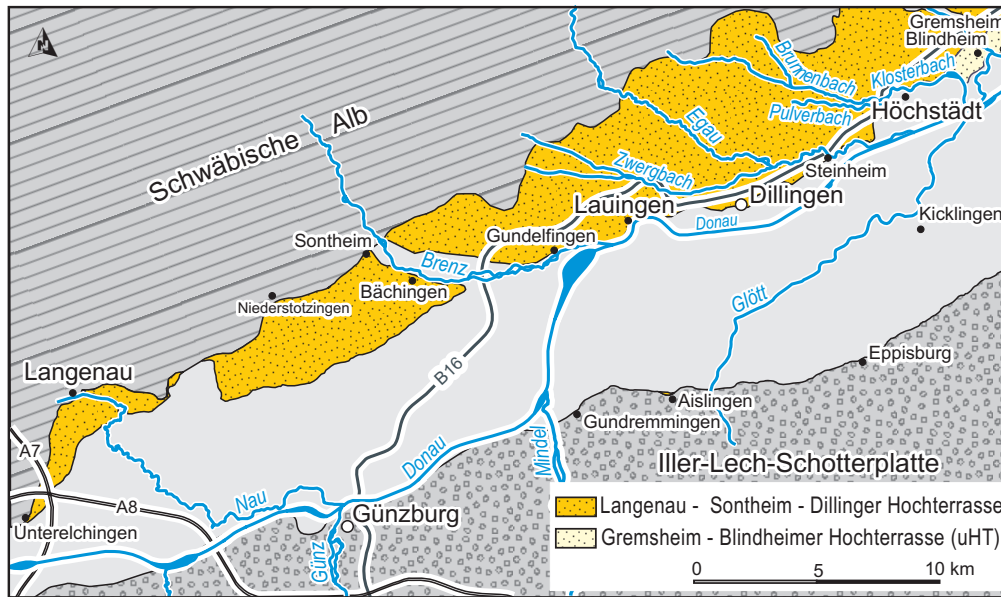 N
Gremsheim
Blindheim
Brunnenbach
Klosterbach
Pulverbach
Höchstädt
Schwäbische Alb
Egau
Steinheim
Zwergbach
Dillingen
Lauingen
Donau
Kicklingen
Gundelfingen
Sontheim
Brenz
Bächingen
Niederstotzingen
Glött
Langenau
B16
Eppisburg
Aislingen
Gundremmingen
A7
Donau
Mindel
Iller-Lech-Schotterplatte
Nau
A8
Günzburg
Unterelchingen
Günz
Langenau - Sontheim - Dillinger Hochterrasse
Gremsheim - Blindheimer Hochterrasse (uHT)
0 5 10 km